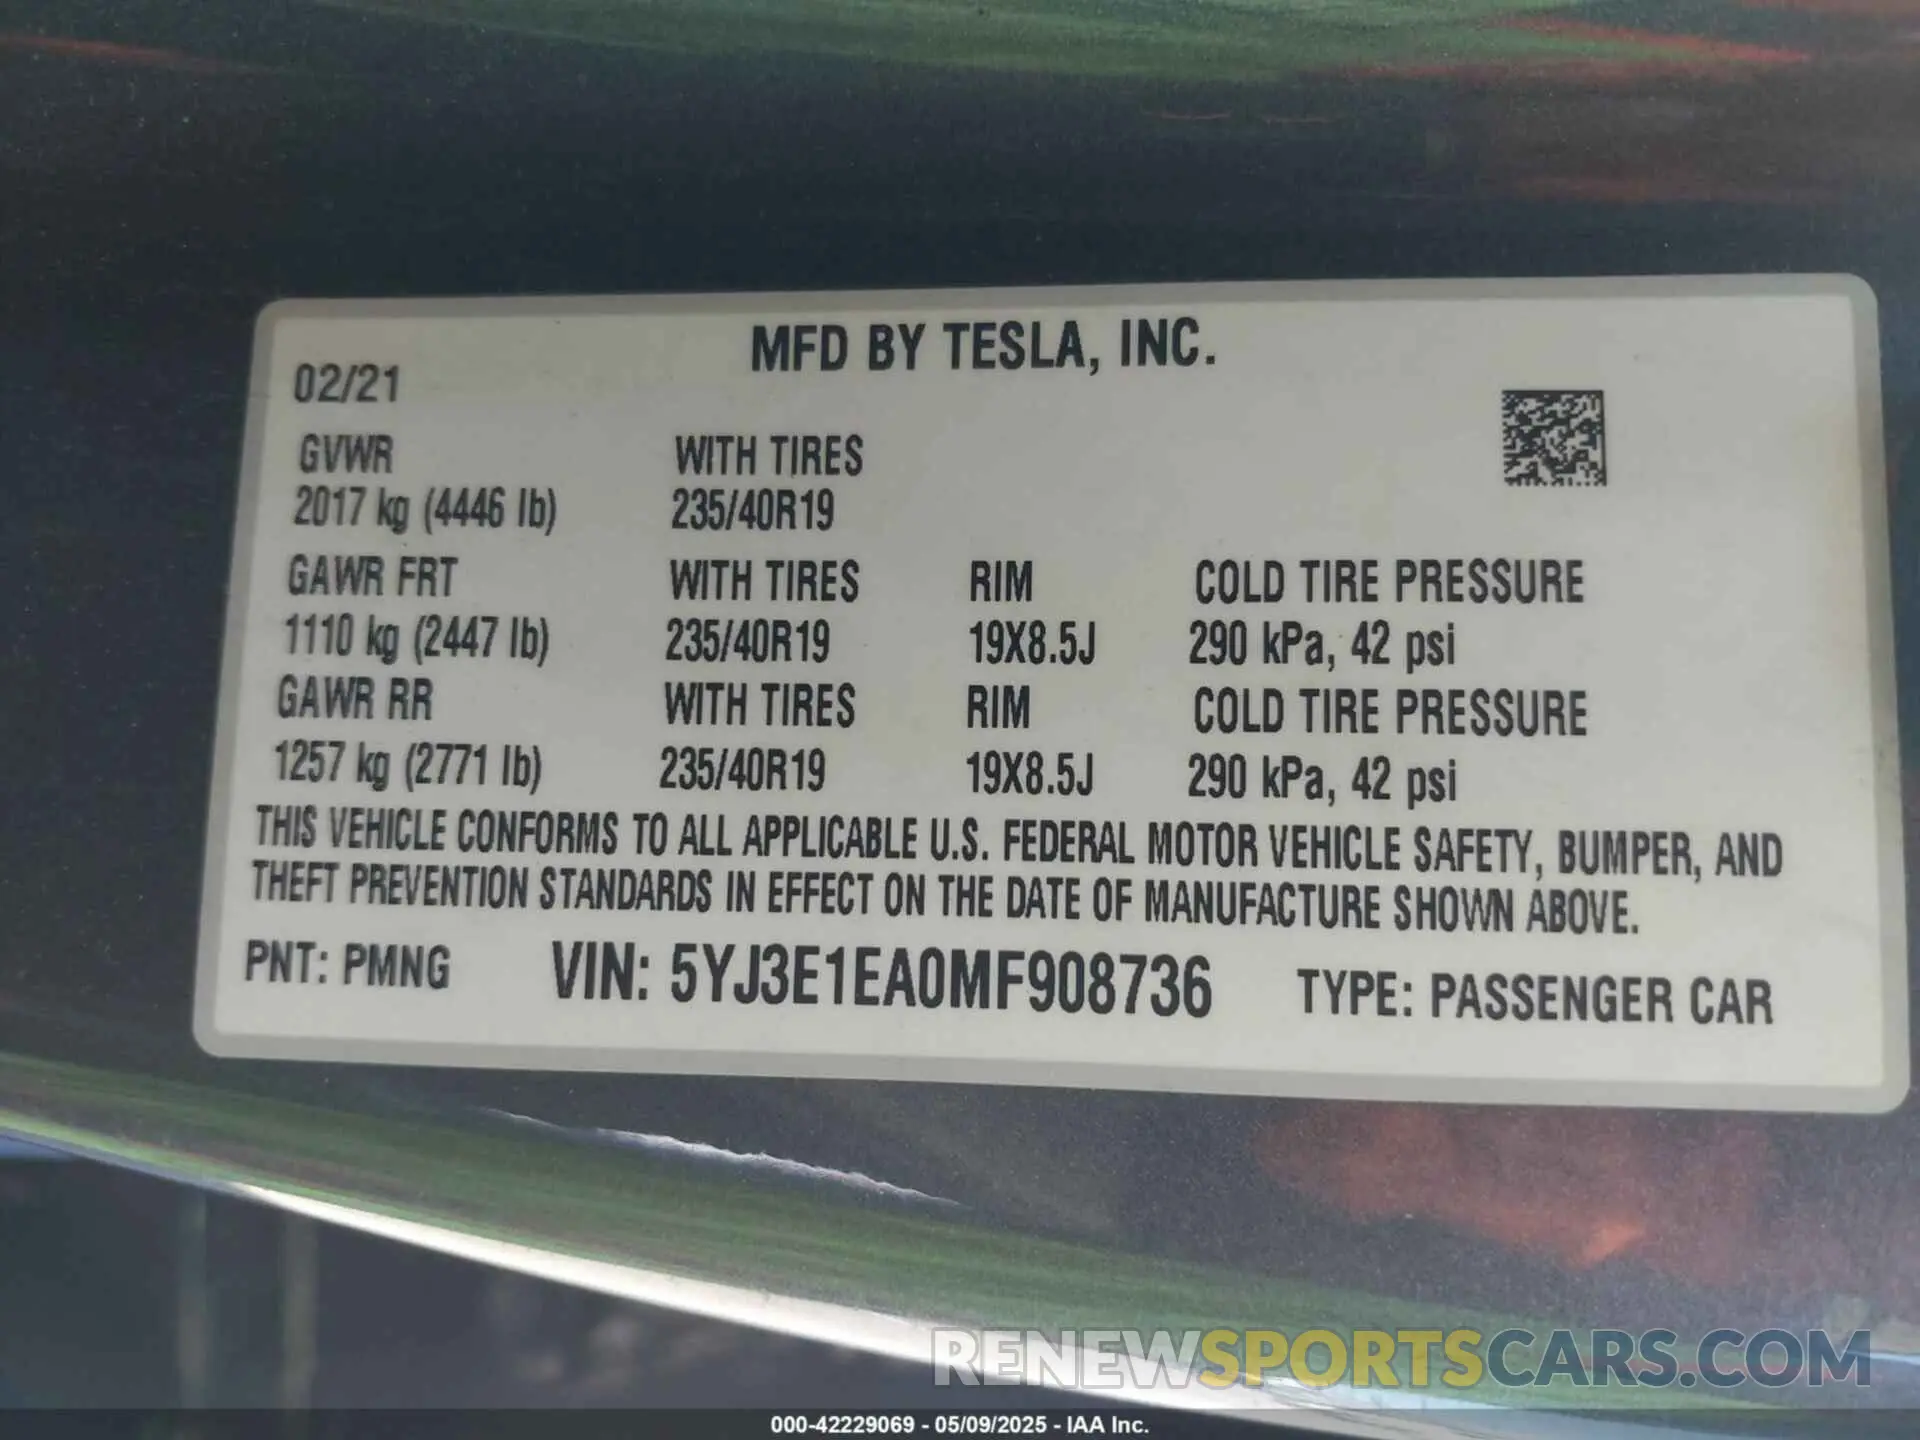 MFD BY TESLA, INC.
02/21
GVWR WITH TIRES
2017 kg (4446 lb) 235/40R19
GAWR FRT WITH TIRES RIM COLD TIRE PRESSURE
1110 kg (2447 lb) 235/40R19 19X8.5J 290 kPa, 42 psi
GAWR RR WITH TIRES RIM COLD TIRE PRESSURE
1257 kg (2771 lb) 235/40R19 19X8.5J 290 kPa, 42 psi
THIS VEHICLE CONFORMS TO ALL APPLICABLE U.S. FEDERAL MOTOR VEHICLE SAFETY, BUMPER, AND
THEFT PREVENTION STANDARDS IN EFFECT ON THE DATE OF MANUFACTURE SHOWN ABOVE.
PNT: PMNG VIN: 5YJ3E1EA0MF908736 TYPE: PASSENGER CAR
RENEWSPORTSCARS.COM
000-42229069 - 05/09/2025 - IAA Inc.